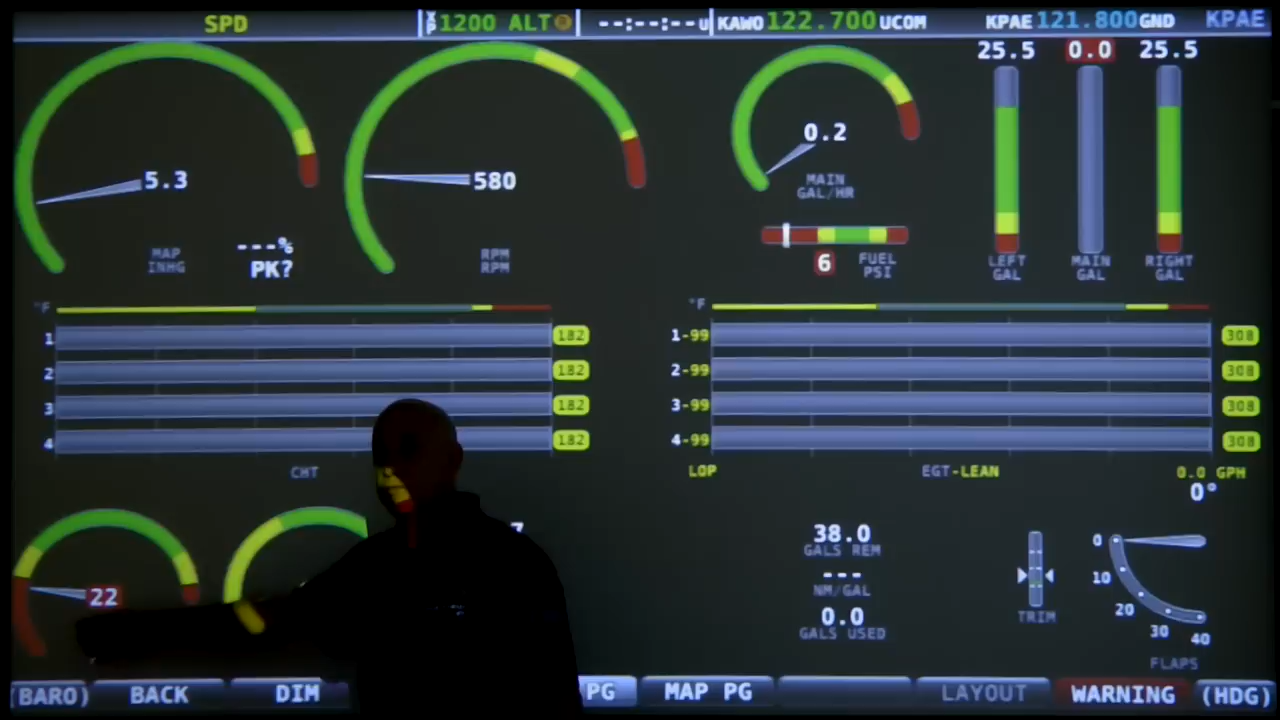 SPD
XP 1200 ALT
--:--:--u
KAWO 122.700 UCOM
KPAE 121.800 GND
KPAE
25.5 0.0 25.5
0.2
MAIN
GAL/HR
5.3
580
MAP
INHG
---%
PK?
RPM
RPM
6
FUEL
PSI
LEFT
GAL
MAIN
GAL
RIGHT
GAL
°F
1 182
2 182
3 182
4 182
CHT
°F
1-99 308
2-99 308
3-99 308
4-99 308
LOP EGT-LEAN 0.0 GPH
0°
22
7
38.0
GALS REM
---
NM/GAL
0.0
GALS USED
TRIM
0
10
20
30
40
FLAPS
(BARO) BACK DIM PG MAP PG LAYOUT WARNING (HDG)